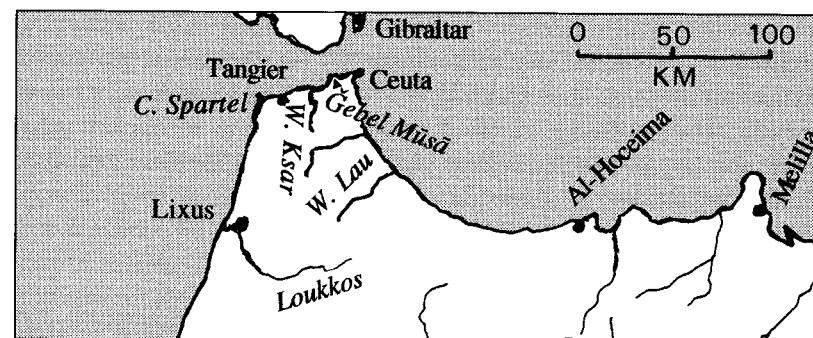 Gibraltar
0 50 100
KM
Tangier
Ceuta
C. Spartel
W. Ksar
Gebel Mūsā
W. Lau
Al-Hoceima
Melilla
Lixus
Loukkos